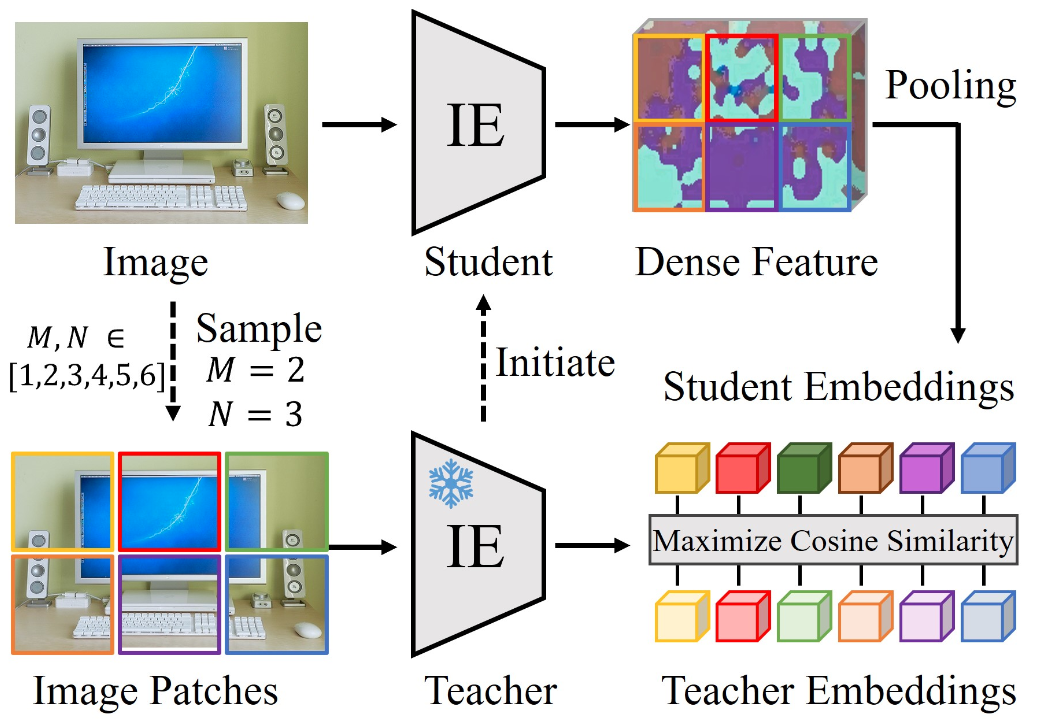 IE
Pooling
Image
Student
Dense Feature
M, N ∈
[1,2,3,4,5,6]
Sample
M = 2
N = 3
Initiate
Student Embeddings
IE
Maximize Cosine Similarity
Image Patches
Teacher
Teacher Embeddings